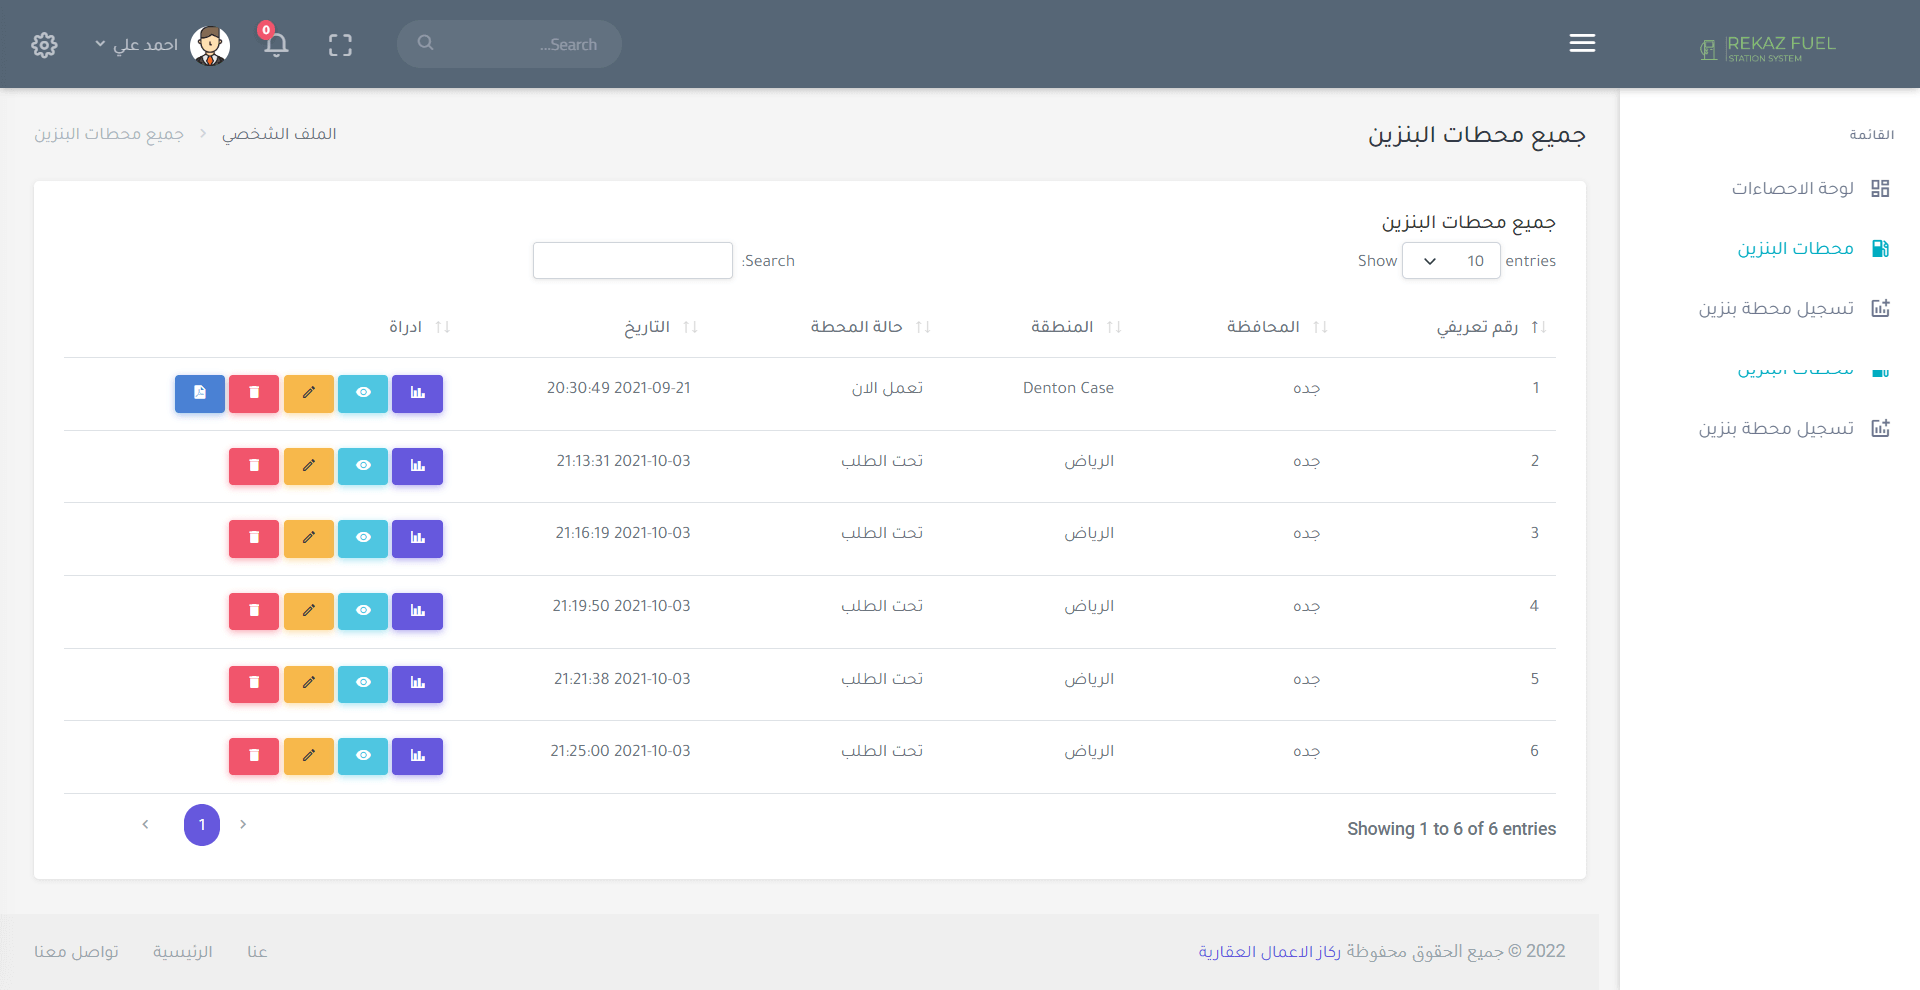 REKAZ FUEL
STATION SYSTEM
Search...
0
احمد علي
القائمة
لوحة الاحصاءات
محطات البنزين
تسجيل محطة بنزين
محطات البنزين
تسجيل محطة بنزين
جميع محطات البنزين
الملف الشخصي
جميع محطات البنزين
جميع محطات البنزين
Show 10 entries
Search:
رقم تعريفي المحافظة المنطقة حالة المحطة التاريخ ادراة
1 جده Denton Case تعمل الان 2021-09-21 20:30:49
2 جده الرياض تحت الطلب 2021-10-03 21:13:31
3 جده الرياض تحت الطلب 2021-10-03 21:16:19
4 جده الرياض تحت الطلب 2021-10-03 21:19:50
5 جده الرياض تحت الطلب 2021-10-03 21:21:38
6 جده الرياض تحت الطلب 2021-10-03 21:25:00
Showing 1 to 6 of 6 entries
1
2022 © جميع الحقوق محفوظة ركاز الاعمال العقارية
عنا
الرئيسية
تواصل معنا